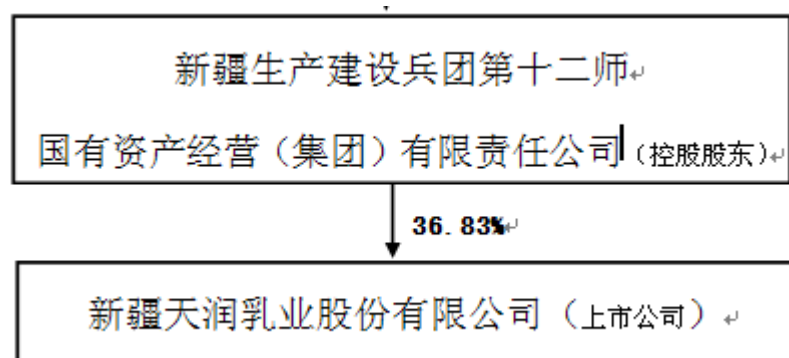 新疆生产建设兵团第十二师
国有资产经营（集团）有限责任公司（控股股东）
36.83%
新疆天润乳业股份有限公司（上市公司）